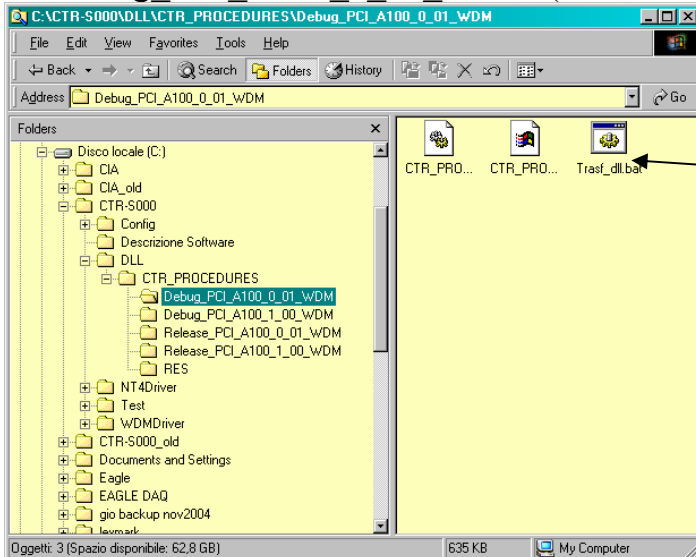 C:\CTR-S000\DLL\CTR_PROCEDURES\Debug_PCI_A100_0_01_WDM
File Edit View Favorites Tools Help
Back Search Folders History
Address Debug_PCI_A100_0_01_WDM Go
Folders
Disco locale (C:)
CIA
CIA_old
CTR-S000
Config
Descrizione Software
DLL
CTR_PROCEDURES
Debug_PCI_A100_0_01_WDM
Debug_PCI_A100_1_00_WDM
Release_PCI_A100_0_01_WDM
Release_PCI_A100_1_00_WDM
RES
NT4Driver
Test
WDMDriver
CTR-S000_old
Documents and Settings
Eagle
EAGLE DAQ
gio backup nov2004
lexmark
CTR_PRO... CTR_PRO... Trasf_dll.bat
Oggetti: 3 (Spazio disponibile: 62,8 GB) 635 KB My Computer